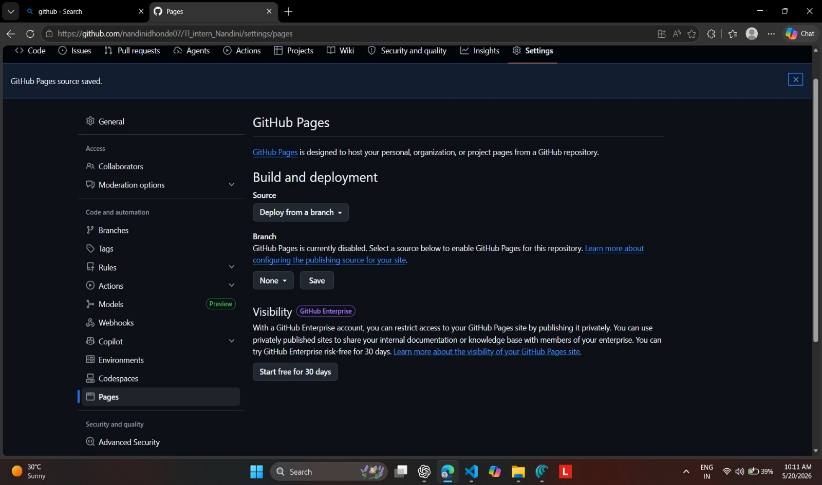 github - Search
Pages
https://github.com/nandinidhonde07/TI_intern_Nandini/settings/pages
Chat
Code
Issues
Pull requests
Agents
Actions
Projects
Wiki
Security and quality
Insights
Settings
GitHub Pages source saved.
General
Access
Collaborators
Moderation options
Code and automation
Branches
Tags
Rules
Actions
Models
Preview
Webhooks
Copilot
Environments
Codespaces
Pages
Security and quality
Advanced Security
GitHub Pages
GitHub Pages is designed to host your personal, organization, or project pages from a GitHub repository.
Build and deployment
Source
Deploy from a branch
Branch
GitHub Pages is currently disabled. Select a source below to enable GitHub Pages for this repository. Learn more about
configuring the publishing source for your site.
None
Save
Visibility GitHub Enterprise
With a GitHub Enterprise account, you can restrict access to your GitHub Pages site by publishing it privately. You can use
privately published sites to share your internal documentation or knowledge base with members of your enterprise. You can
try GitHub Enterprise risk-free for 30 days. Learn more about the visibility of your GitHub Pages site.
Start free for 30 days
30°C
Sunny
Search
L
ENG
IN
39%
10:11 AM
5/20/2026